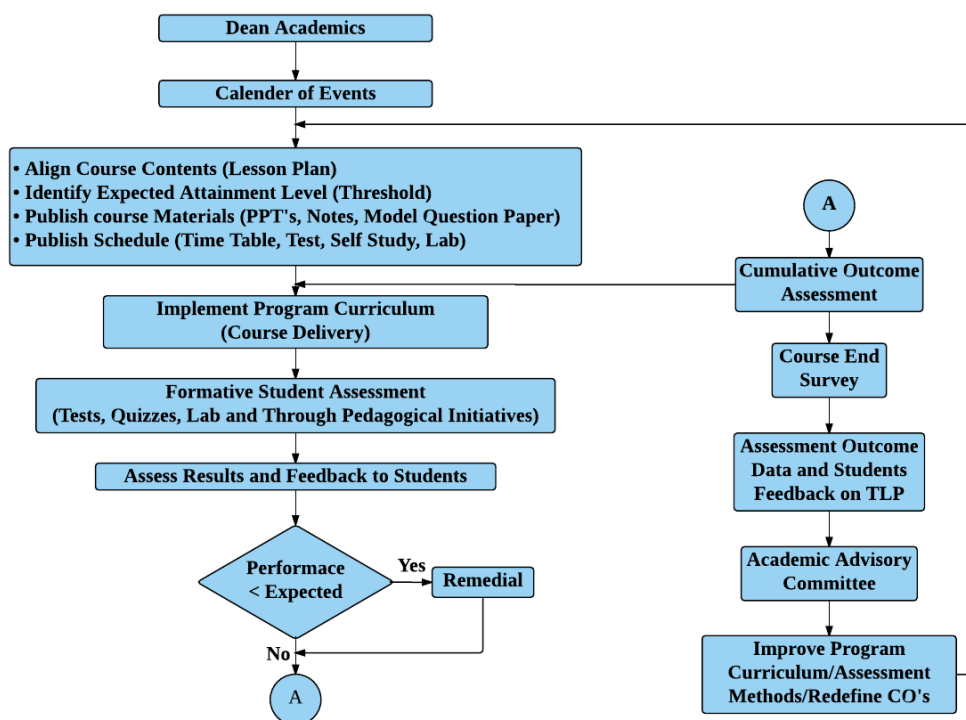 Dean Academics
Calender of Events
• Align Course Contents (Lesson Plan)
• Identify Expected Attainment Level (Threshold)
• Publish course Materials (PPT's, Notes, Model Question Paper)
• Publish Schedule (Time Table, Test, Self Study, Lab)
Implement Program Curriculum
(Course Delivery)
Formative Student Assessment
(Tests, Quizzes, Lab and Through Pedagogical Initiatives)
Assess Results and Feedback to Students
Performace
< Expected
Yes
Remedial
No
A
A
Cumulative Outcome
Assessment
Course End
Survey
Assessment Outcome
Data and Students
Feedback on TLP
Academic Advisory
Committee
Improve Program
Curriculum/Assessment
Methods/Redefine CO's